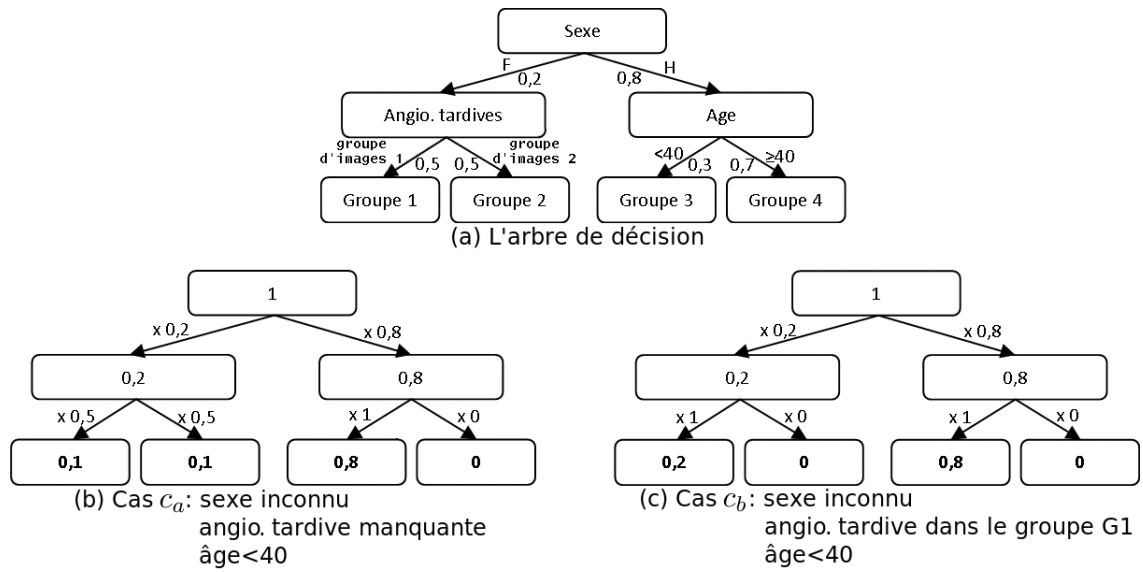 Sexe
F
0,2
0,8
H
Angio. tardives
Age
groupe
d'images 1
0,5
0,5
groupe
d'images 2
<40
0,3
0,7
≥40
Groupe 1
Groupe 2
Groupe 3
Groupe 4
(a) L'arbre de décision
1
x 0,2
x 0,8
0,2
0,8
x 0,5
x 0,5
x 1
x 0
0,1
0,1
0,8
0
(b) Cas c_a: sexe inconnu
angio. tardive manquante
âge<40
1
x 0,2
x 0,8
0,2
0,8
x 1
x 0
x 1
x 0
0,2
0
0,8
0
(c) Cas c_b: sexe inconnu
angio. tardive dans le groupe G1
âge<40